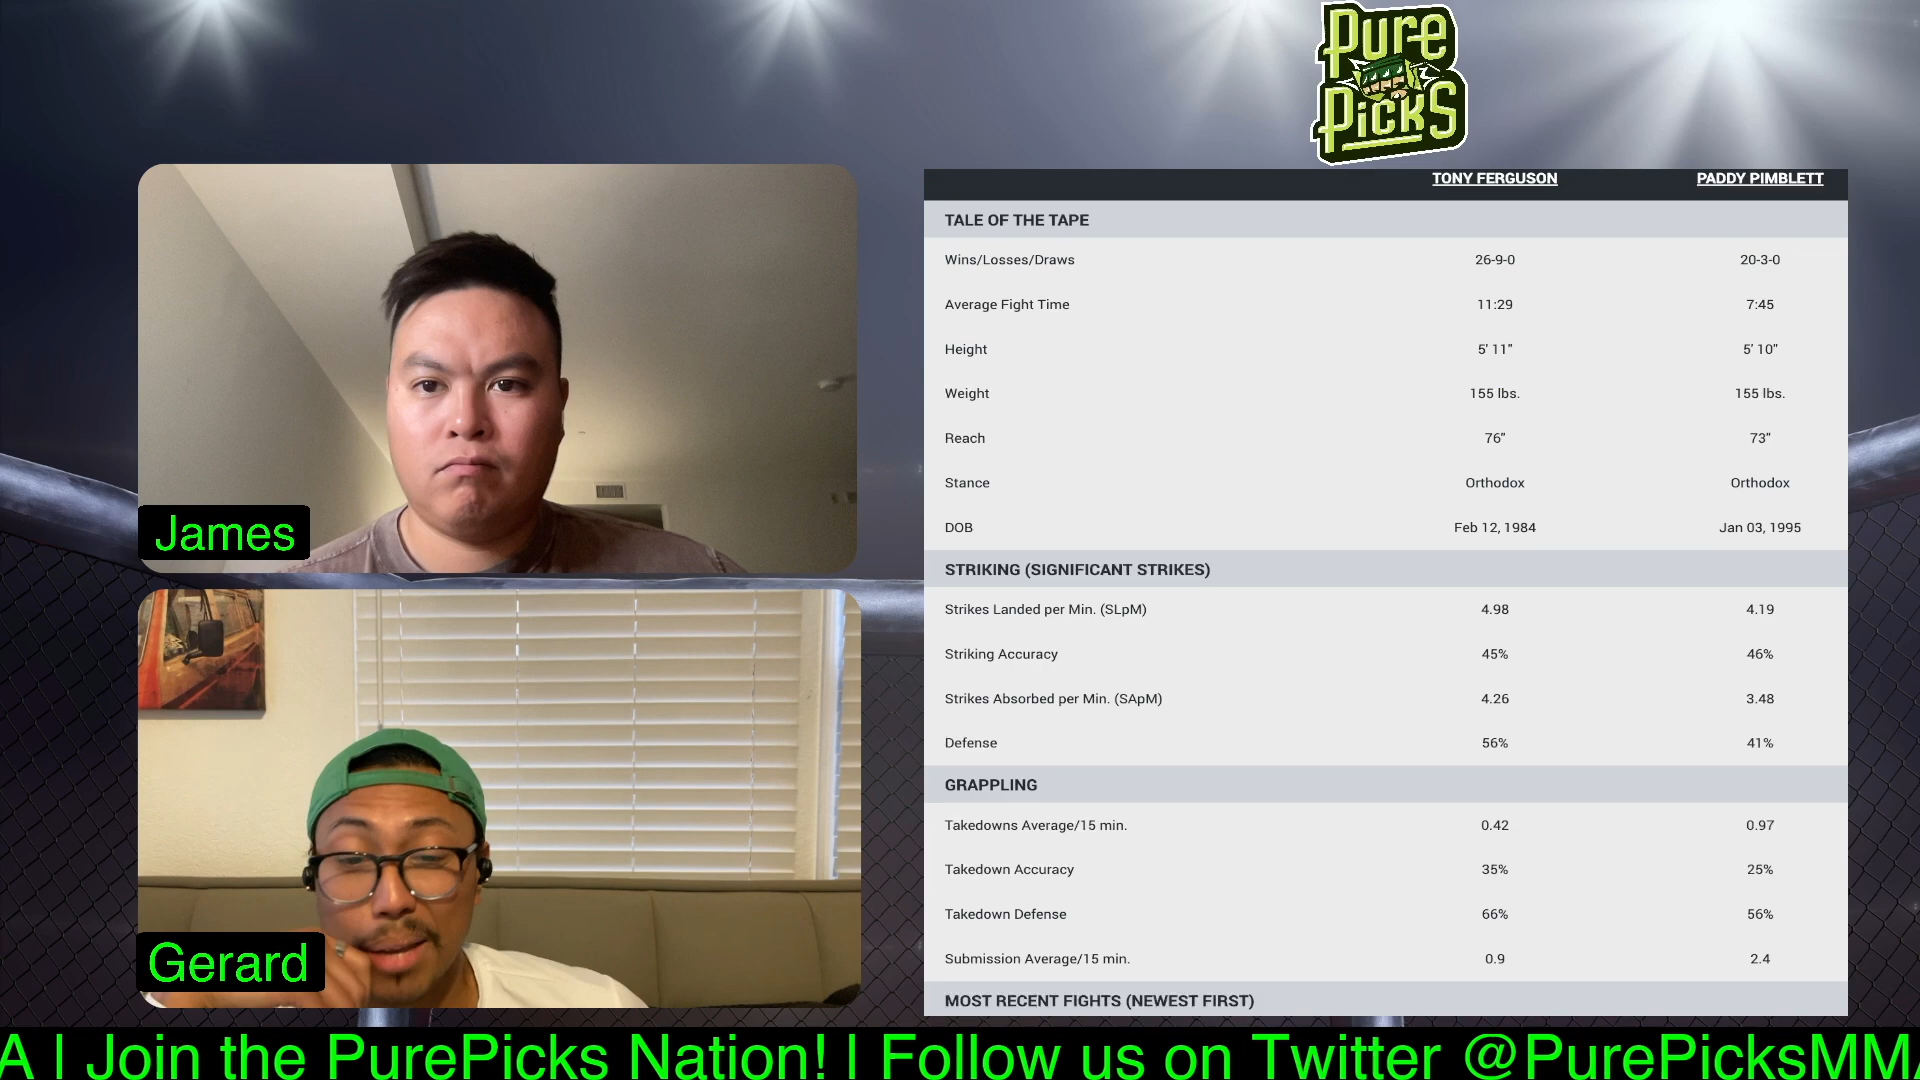 Pure
Picks
TONY FERGUSON PADDY PIMBLETT
TALE OF THE TAPE
Wins/Losses/Draws 26-9-0 20-3-0
Average Fight Time 11:29 7:45
Height 5' 11" 5' 10"
Weight 155 lbs. 155 lbs.
Reach 76" 73"
Stance Orthodox Orthodox
DOB Feb 12, 1984 Jan 03, 1995
STRIKING (SIGNIFICANT STRIKES)
Strikes Landed per Min. (SLpM) 4.98 4.19
Striking Accuracy 45% 46%
Strikes Absorbed per Min. (SApM) 4.26 3.48
Defense 56% 41%
GRAPPLING
Takedowns Average/15 min. 0.42 0.97
Takedown Accuracy 35% 25%
Takedown Defense 66% 56%
Submission Average/15 min. 0.9 2.4
MOST RECENT FIGHTS (NEWEST FIRST)
James
Gerard
A | Join the PurePicks Nation! | Follow us on Twitter @PurePicksMMA